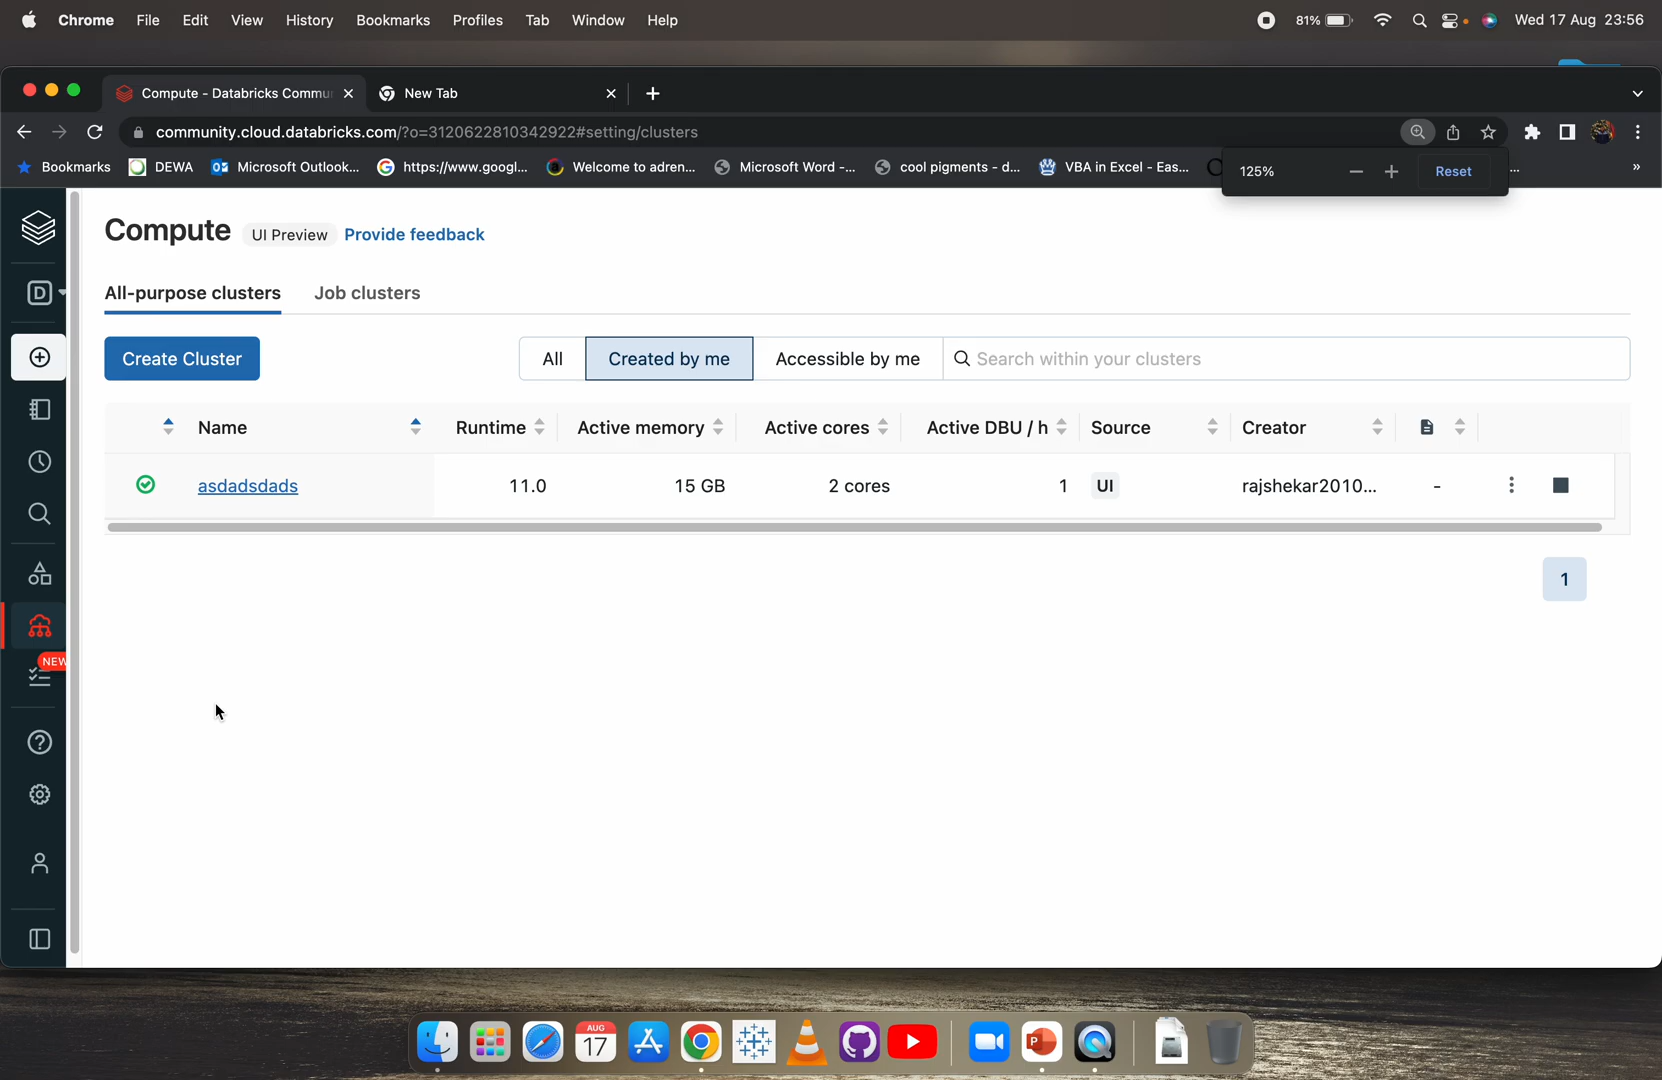 Chrome File Edit View History Bookmarks Profiles Tab Window Help 81% Wed 17 Aug 23:56
Compute - Databricks Commu New Tab
community.cloud.databricks.com/?o=3120622810342922#setting/clusters
Bookmarks DEWA Microsoft Outlook... https://www.googl... Welcome to adren... Microsoft Word -... cool pigments - d... VBA in Excel - Eas... ... »
125% Reset
Compute UI Preview Provide feedback
D
All-purpose clusters Job clusters
Create Cluster All Created by me Accessible by me Search within your clusters
Name Runtime Active memory Active cores Active DBU / h Source Creator
asdadsdads 11.0 15 GB 2 cores 1 UI rajshekar2010... -
1
NEW
AUG
17
P